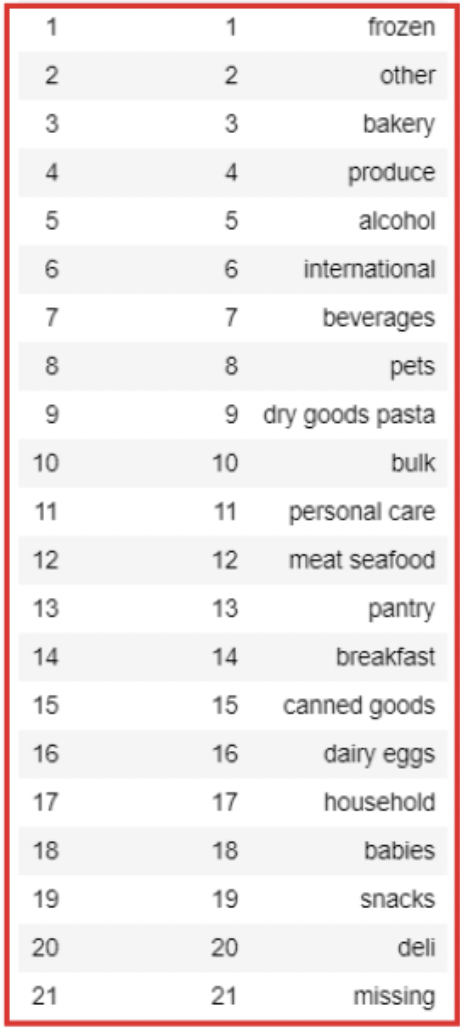 1 1 frozen
2 2 other
3 3 bakery
4 4 produce
5 5 alcohol
6 6 international
7 7 beverages
8 8 pets
9 9 dry goods pasta
10 10 bulk
11 11 personal care
12 12 meat seafood
13 13 pantry
14 14 breakfast
15 15 canned goods
16 16 dairy eggs
17 17 household
18 18 babies
19 19 snacks
20 20 deli
21 21 missing